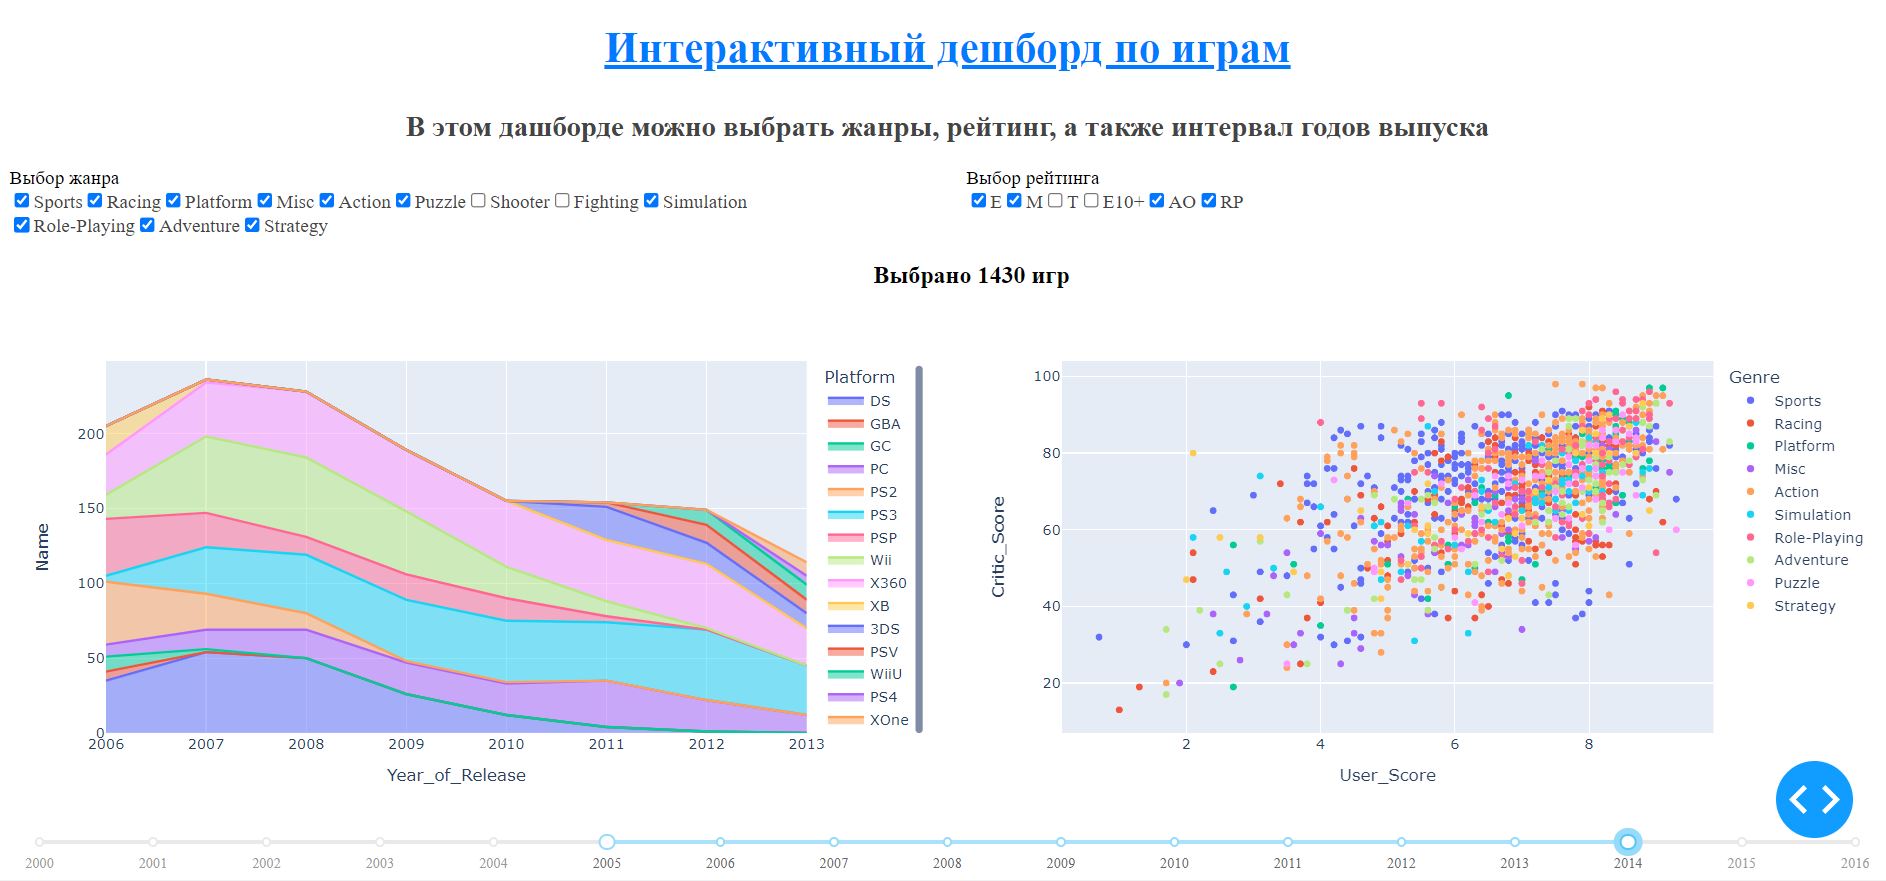 Интерактивный дешборд по играм
В этом дашборде можно выбрать жанры, рейтинг, а также интервал годов выпуска
Выбор жанра
Sports Racing Platform Misc Action Puzzle Shooter Fighting Simulation
Role-Playing Adventure Strategy
Выбор рейтинга
E M T E10+ AO RP
Выбрано 1430 игр
Name
200
150
100
50
0
2006 2007 2008 2009 2010 2011 2012 2013
Year_of_Release
Platform
DS
GBA
GC
PC
PS2
PS3
PSP
Wii
X360
XB
3DS
PSV
WiiU
PS4
XOne
Critic_Score
100
80
60
40
20
2 4 6 8
User_Score
Genre
Sports
Racing
Platform
Misc
Action
Simulation
Role-Playing
Adventure
Puzzle
Strategy
2000 2001 2002 2003 2004 2005 2006 2007 2008 2009 2010 2011 2012 2013 2014 2015 2016